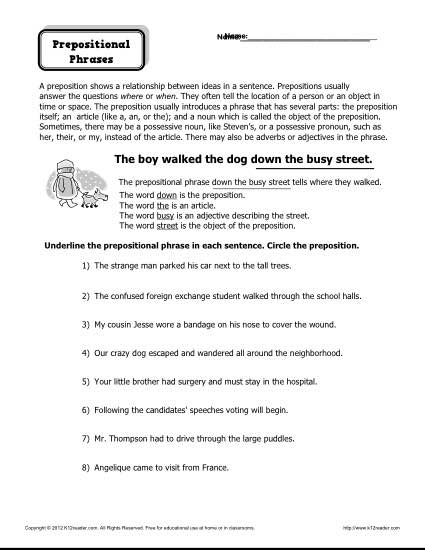 Prepositional
Phrases
Name:
A preposition shows a relationship between ideas in a sentence. Prepositions usually
answer the questions where or when. They often tell the location of a person or an object in
time or space. The preposition usually introduces a phrase that has several parts: the preposition
itself; an article (like a, an, or the); and a noun which is called the object of the preposition.
Sometimes, there may be a possessive noun, like Steven's, or a possessive pronoun, such as
her, their, or my, instead of the article. There may also be adverbs or adjectives in the phrase.
The boy walked the dog down the busy street.
The prepositional phrase down the busy street tells where they walked.
The word down is the preposition.
The word the is an article.
The word busy is an adjective describing the street.
The word street is the object of the preposition.
Underline the prepositional phrase in each sentence. Circle the preposition.
1) The strange man parked his car next to the tall trees.
2) The confused foreign exchange student walked through the school halls.
3) My cousin Jesse wore a bandage on his nose to cover the wound.
4) Our crazy dog escaped and wandered all around the neighborhood.
5) Your little brother had surgery and must stay in the hospital.
6) Following the candidates' speeches voting will begin.
7) Mr. Thompson had to drive through the large puddles.
8) Angelique came to visit from France.
Copyright © 2012 K12reader.com. All Rights Reserved. Free for educational use at home or in classrooms.
http://www.k12reader.com